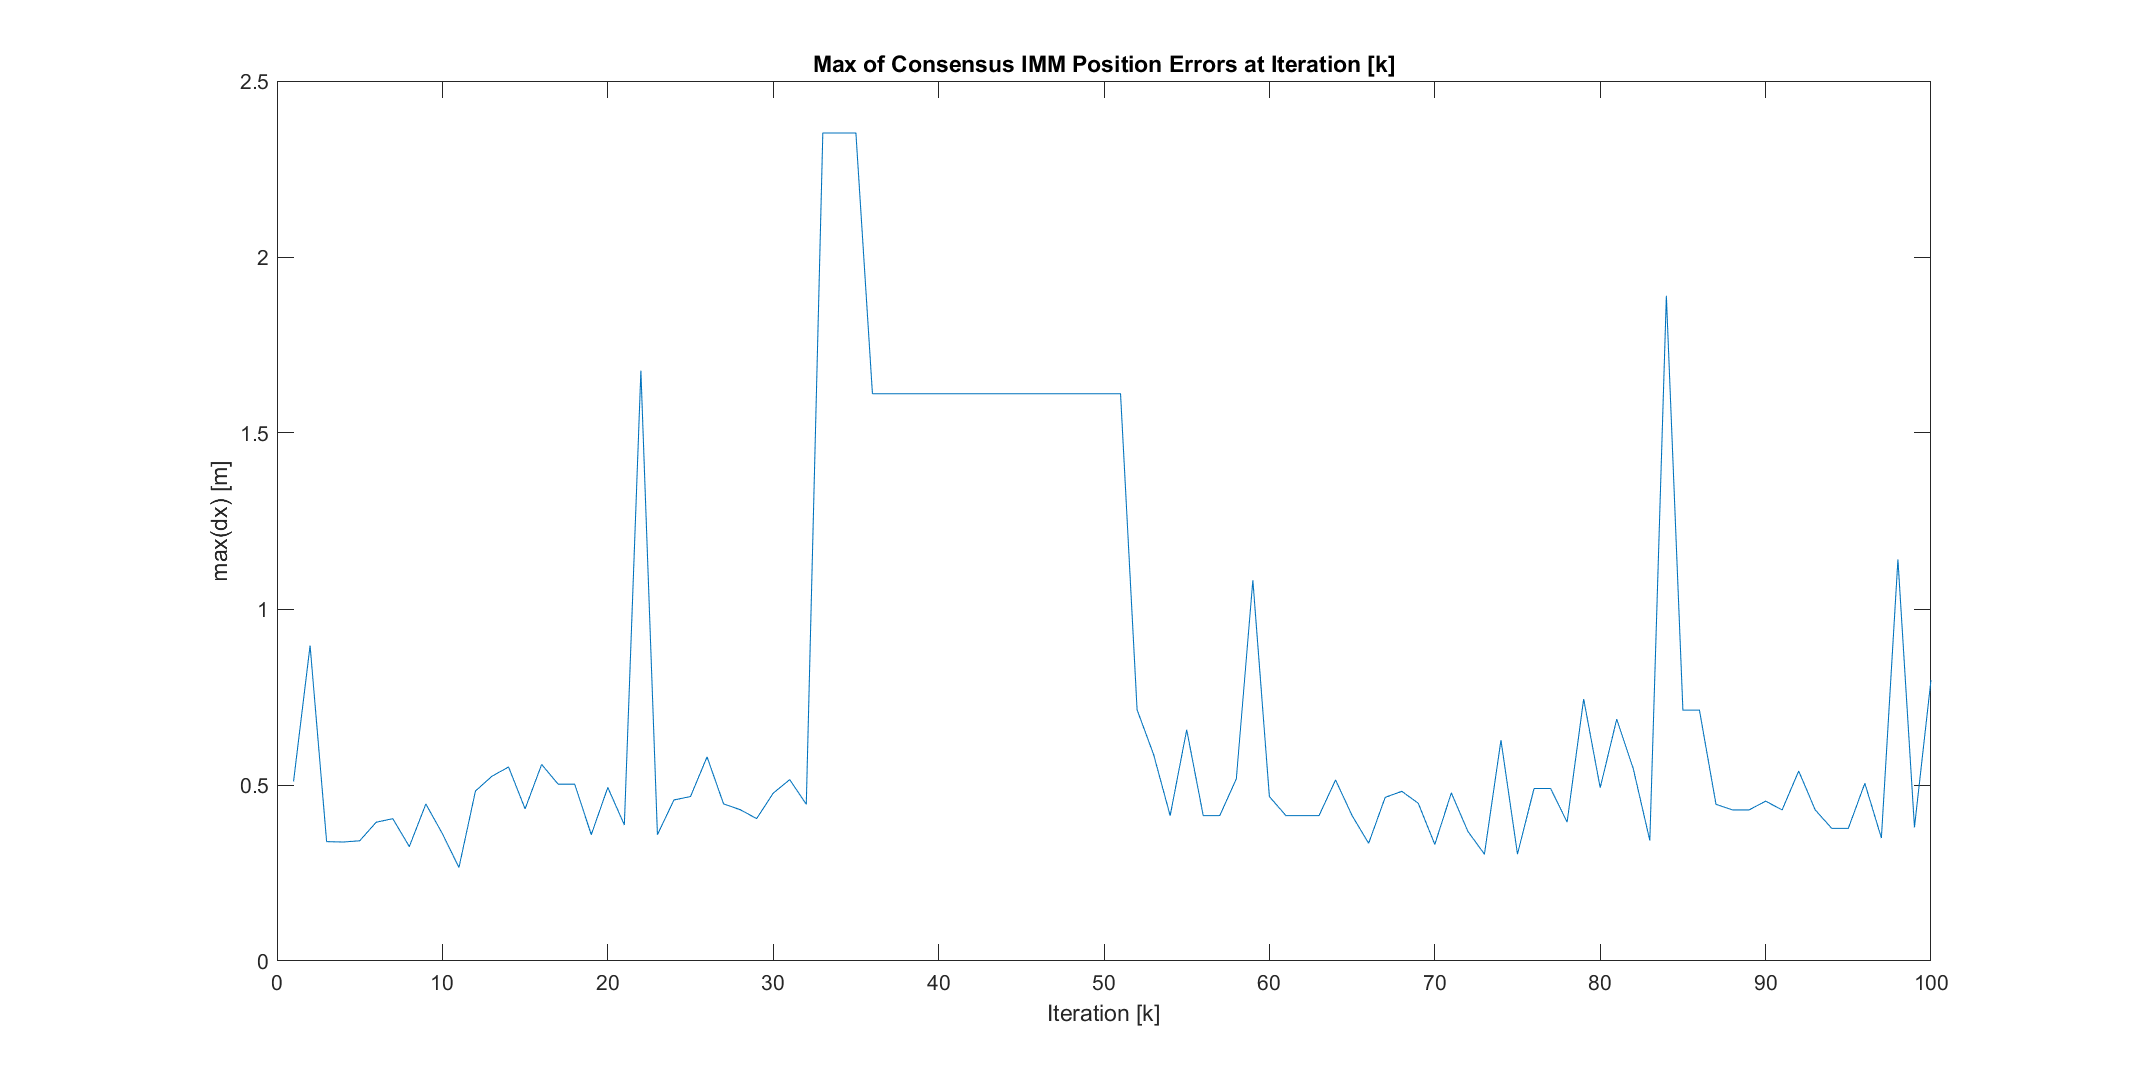 Max of Consensus IMM Position Errors at Iteration [k]
2.5
2
1.5
1
0.5
0
max(dx) [m]
0 10 20 30 40 50 60 70 80 90 100
Iteration [k]